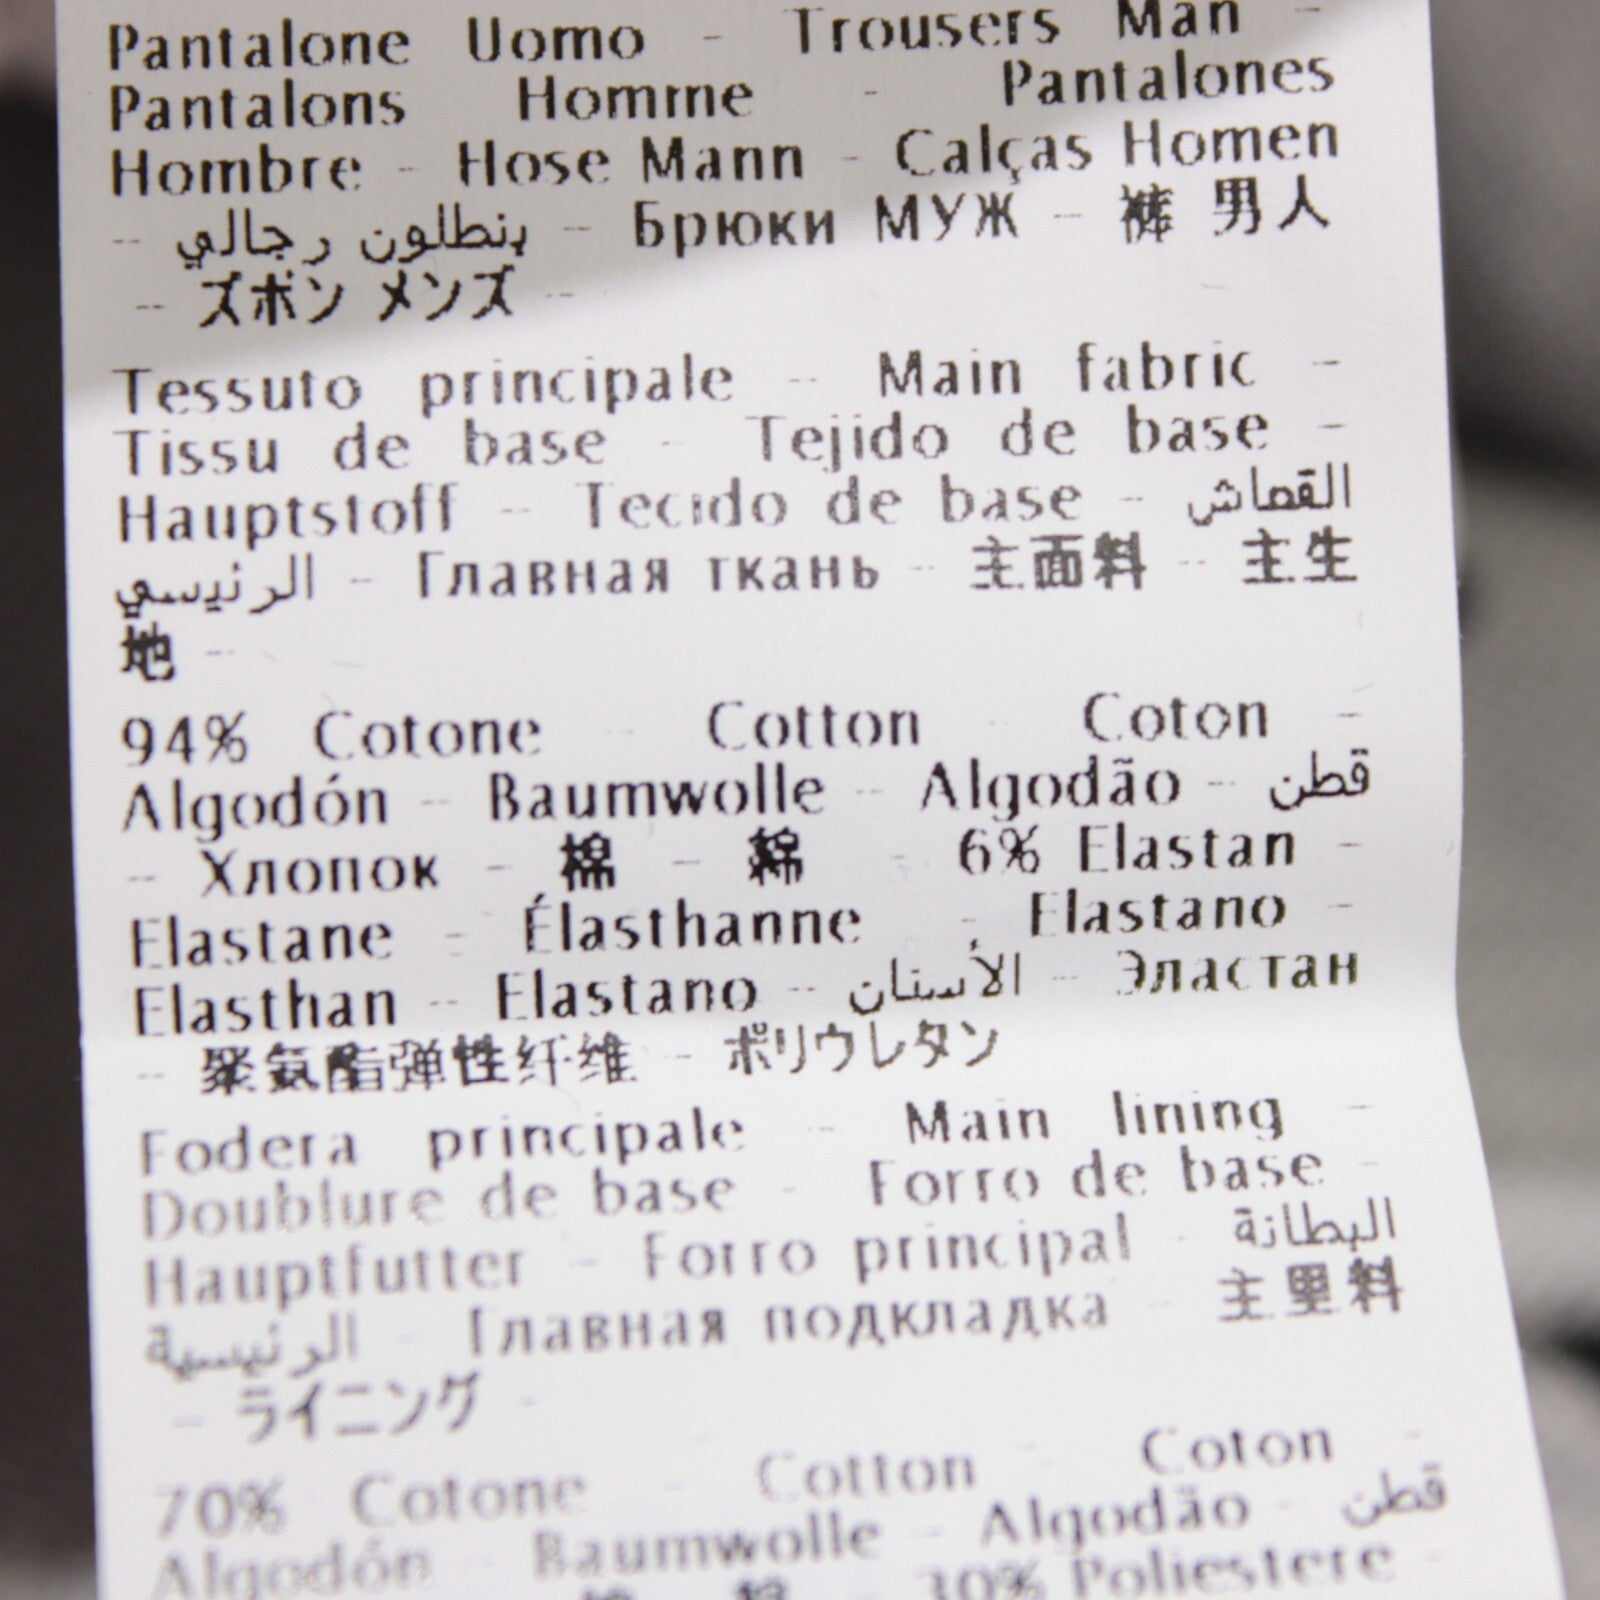 Pantalone Uomo - Trousers Man -
Pantalons Homme - Pantalones
Hombre - Hose Mann - Calças Homen
- بنطلون رجالي - Брюки МУЖ - 裤 男人
- ズボン メンズ -
Tessuto principale - Main fabric -
Tissu de base - Tejido de base -
Hauptstoff - Tecido de base - القماش
الرئيسي - Главная ткань - 主面料 - 主生
地 -
94% Cotone - Cotton - Coton -
Algodón - Baumwolle - Algodão - قطن
- Хлопок - 棉 - 綿 - 6% Elastan -
Elastane - Élasthanne - Elastano -
Elasthan - Elastano - الأستان - Эластан
- 聚氨酯弹性纤维 - ポリウレタン
Fodera principale - Main lining -
Doublure de base - Forro de base -
Hauptfutter - Forro principal - البطانة
الرئيسية - Главная подкладка - 主里料
- ライニング -
70% Cotone - Cotton - Coton -
Algodón - Baumwolle - Algodão - قطن
30% Poliestere -